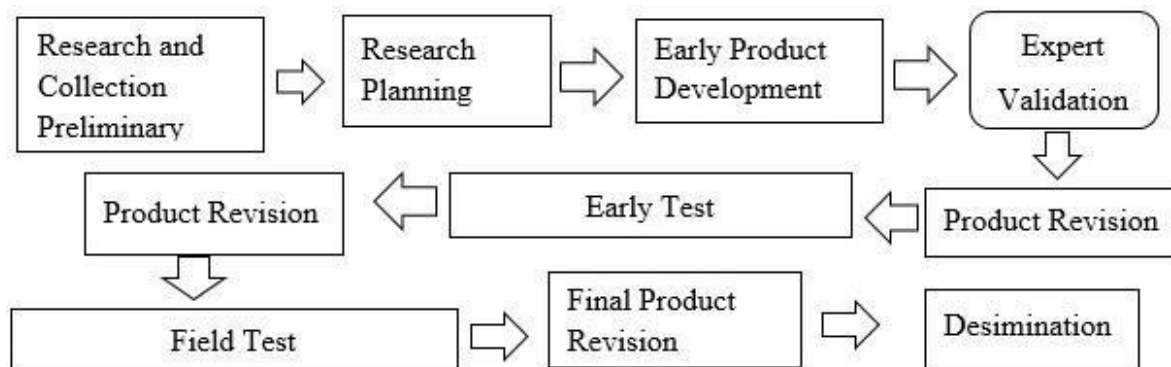 Research and
Collection
Preliminary
Research
Planning
Early Product
Development
Expert
Validation
Product Revision
Early Test
Product Revision
Field Test
Final Product
Revision
Desimination